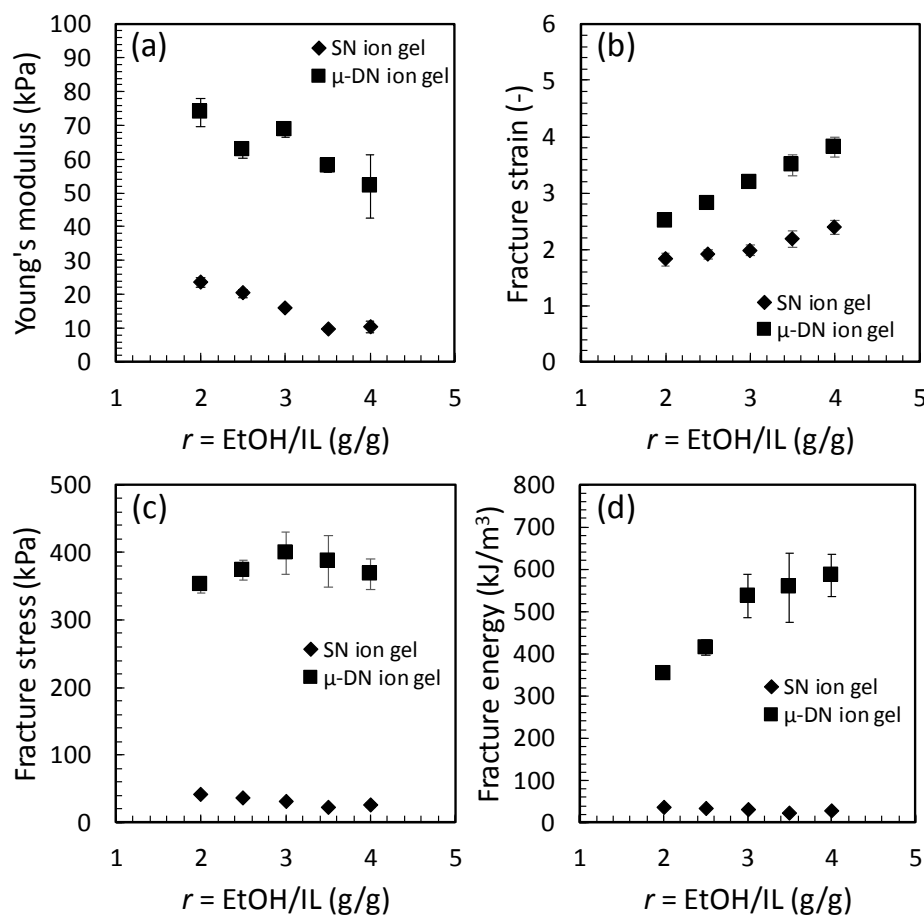 (a)
SN ion gel
μ-DN ion gel
Young's modulus (kPa)
100
90
80
70
60
50
40
30
20
10
0
1 2 3 4 5
r = EtOH/IL (g/g)
(b)
SN ion gel
μ-DN ion gel
Fracture strain (-)
6
5
4
3
2
1
0
1 2 3 4 5
r = EtOH/IL (g/g)
(c)
SN ion gel
μ-DN ion gel
Fracture stress (kPa)
500
400
300
200
100
0
1 2 3 4 5
r = EtOH/IL (g/g)
(d)
SN ion gel
μ-DN ion gel
Fracture energy (kJ/m³)
800
700
600
500
400
300
200
100
0
1 2 3 4 5
r = EtOH/IL (g/g)